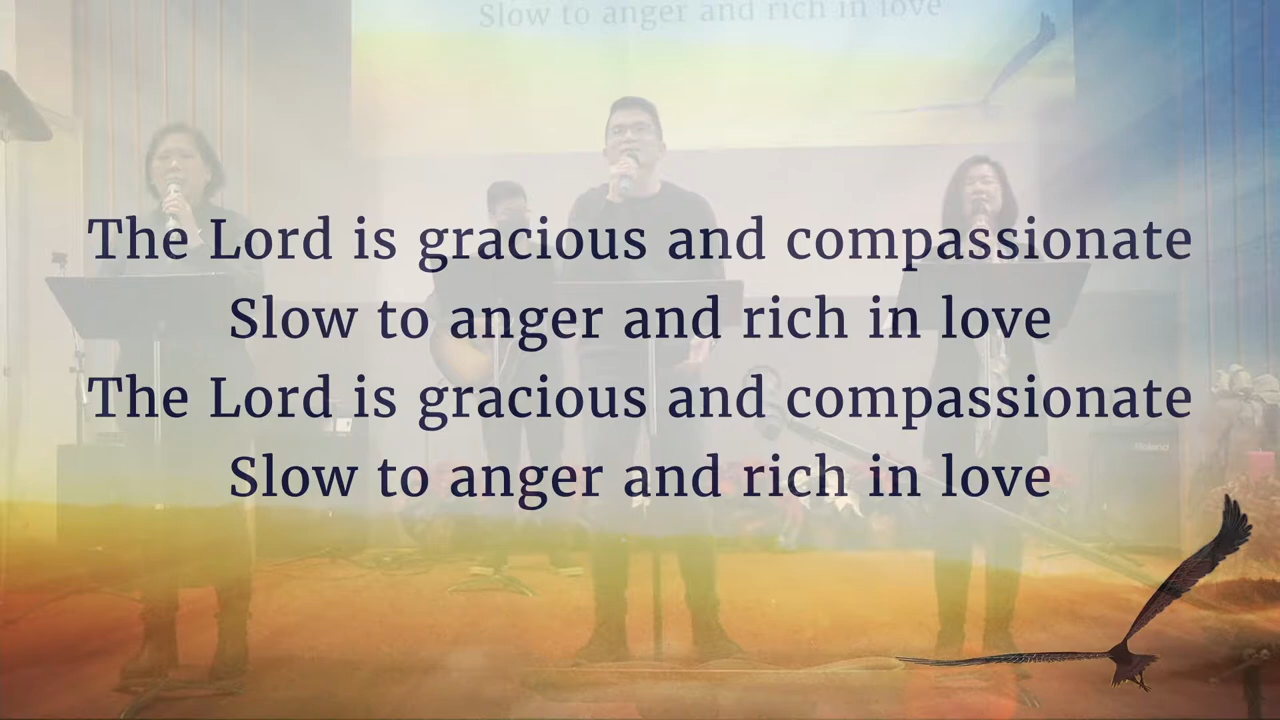 Slow to anger and rich in love
The Lord is gracious and compassionate
Slow to anger and rich in love
The Lord is gracious and compassionate
Slow to anger and rich in love
Roland